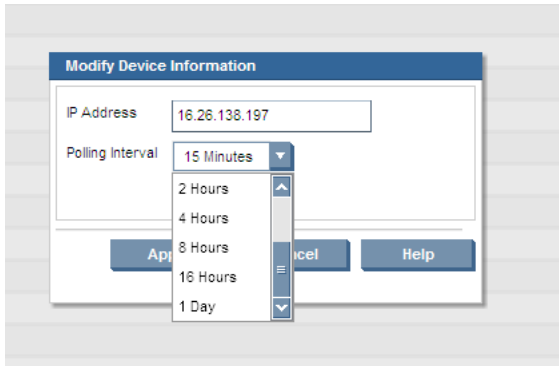 Modify Device Information
IP Address 16.26.138.197
Polling Interval 15 Minutes
2 Hours
4 Hours
8 Hours
16 Hours
1 Day
Help